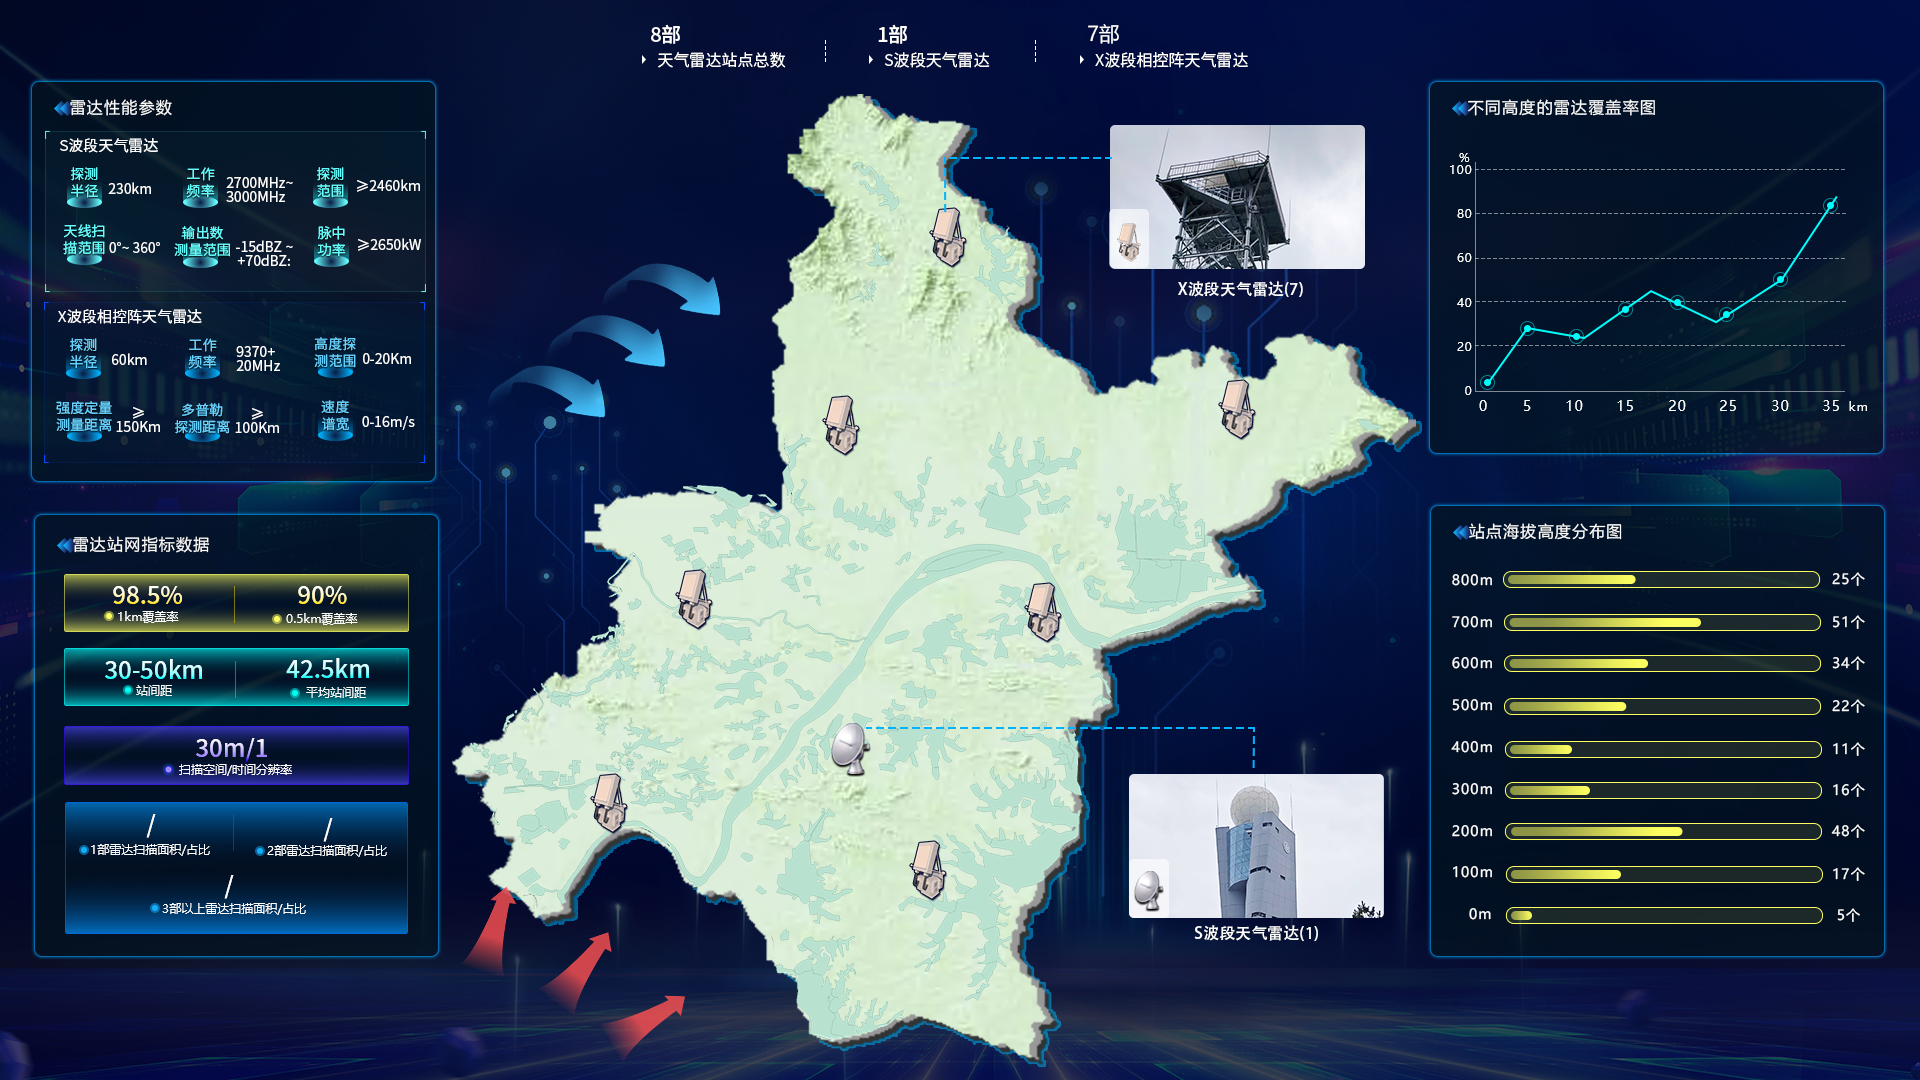 8部
天气雷达站点总数
1部
S波段天气雷达
7部
X波段相控阵天气雷达
雷达性能参数
S波段天气雷达
探测
半径
230km
工作
频率
2700MHz~
3000MHz
探测
范围
≥2460km
天线扫
描范围
0°~ 360°
输出数
测量范围
-15dBZ ~
+70dBZ:
脉中
功率
≥2650kW
X波段相控阵天气雷达
探测
半径
60km
工作
频率
9370+
20MHz
高度探
测范围
0-20Km
强度定量
测量距离
≥
150Km
多普勒
探测距离
≥
100Km
速度
谱宽
0-16m/s
雷达站网指标数据
98.5%
1km覆盖率
90%
0.5km覆盖率
30-50km
站间距
42.5km
平均站间距
30m/1
扫描空间/时间分辨率
/
1部雷达扫描面积/占比
/
2部雷达扫描面积/占比
/
3部以上雷达扫描面积/占比
X波段天气雷达(7)
S波段天气雷达(1)
不同高度的雷达覆盖率图
%
100
80
60
40
20
0
0 5 10 15 20 25 30 35 km
站点海拔高度分布图
800m 25个
700m 51个
600m 34个
500m 22个
400m 11个
300m 16个
200m 48个
100m 17个
0m 5个